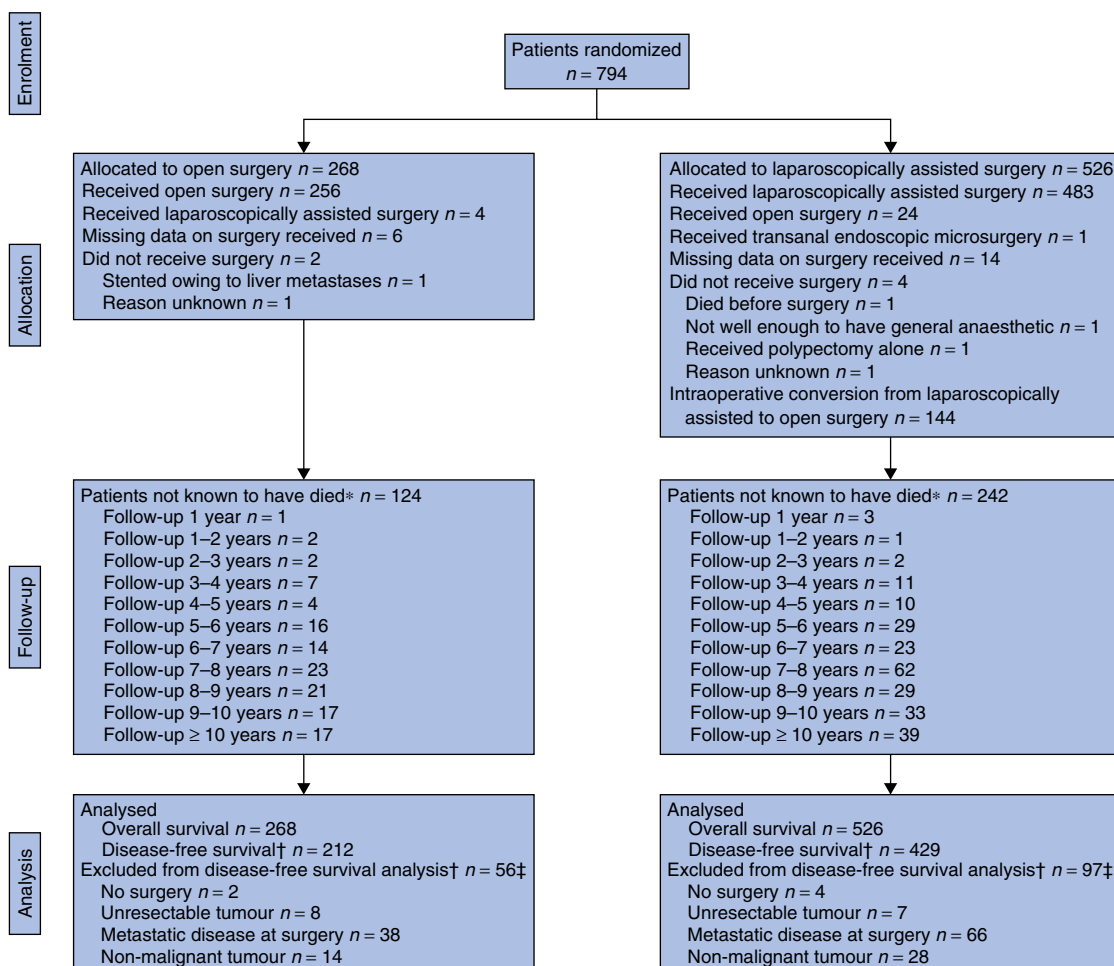 Enrolment
Patients randomized
n = 794
Allocation
Allocated to open surgery n = 268
Received open surgery n = 256
Received laparoscopically assisted surgery n = 4
Missing data on surgery received n = 6
Did not receive surgery n = 2
Stented owing to liver metastases n = 1
Reason unknown n = 1
Allocated to laparoscopically assisted surgery n = 526
Received laparoscopically assisted surgery n = 483
Received open surgery n = 24
Received transanal endoscopic microsurgery n = 1
Missing data on surgery received n = 14
Did not receive surgery n = 4
Died before surgery n = 1
Not well enough to have general anaesthetic n = 1
Received polypectomy alone n = 1
Reason unknown n = 1
Intraoperative conversion from laparoscopically
assisted to open surgery n = 144
Follow-up
Patients not known to have died* n = 124
Follow-up 1 year n = 1
Follow-up 1–2 years n = 2
Follow-up 2–3 years n = 2
Follow-up 3–4 years n = 7
Follow-up 4–5 years n = 4
Follow-up 5–6 years n = 16
Follow-up 6–7 years n = 14
Follow-up 7–8 years n = 23
Follow-up 8–9 years n = 21
Follow-up 9–10 years n = 17
Follow-up ≥ 10 years n = 17
Patients not known to have died* n = 242
Follow-up 1 year n = 3
Follow-up 1–2 years n = 1
Follow-up 2–3 years n = 2
Follow-up 3–4 years n = 11
Follow-up 4–5 years n = 10
Follow-up 5–6 years n = 29
Follow-up 6–7 years n = 23
Follow-up 7–8 years n = 62
Follow-up 8–9 years n = 29
Follow-up 9–10 years n = 33
Follow-up ≥ 10 years n = 39
Analysis
Analysed
Overall survival n = 268
Disease-free survival† n = 212
Excluded from disease-free survival analysis† n = 56‡
No surgery n = 2
Unresectable tumour n = 8
Metastatic disease at surgery n = 38
Non-malignant tumour n = 14
Analysed
Overall survival n = 526
Disease-free survival† n = 429
Excluded from disease-free survival analysis† n = 97‡
No surgery n = 4
Unresectable tumour n = 7
Metastatic disease at surgery n = 66
Non-malignant tumour n = 28